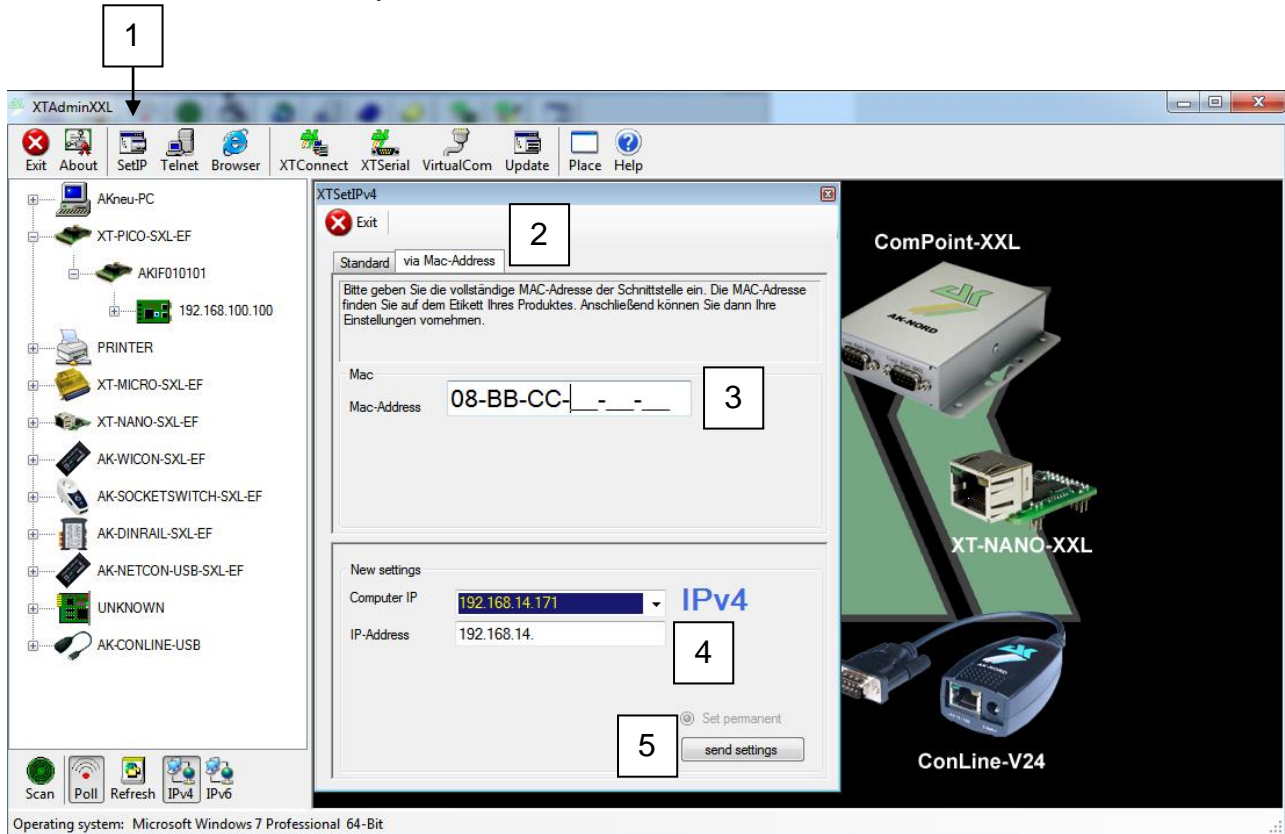 1
XTAdminXXL
Exit About SetIP Telnet Browser XTConnect XTSerial VirtualCom Update Place Help
AKneu-PC
XT-PICO-SXL-EF
AKIF010101
192.168.100.100
PRINTER
XT-MICRO-SXL-EF
XT-NANO-SXL-EF
AK-WICON-SXL-EF
AK-SOCKETSWITCH-SXL-EF
AK-DINRAIL-SXL-EF
AK-NETCON-USB-SXL-EF
UNKNOWN
AK-CONLINE-USB
Scan Poll Refresh IPv4 IPv6
XTSetIPv4
Exit
2
Standard via Mac-Address
Bitte geben Sie die vollständige MAC-Adresse der Schnittstelle ein. Die MAC-Adresse
finden Sie auf dem Etikett Ihres Produktes. Anschließend können Sie dann Ihre
Einstellungen vornehmen.
Mac
Mac-Address 08-BB-CC-__-__-__
3
New settings
Computer IP 192.168.14.171 IPv4
IP-Address 192.168.14.
4
Set permanent
5
send settings
ComPoint-XXL
AK-NORD
XT-NANO-XXL
AK-NORD
ConLine-V24
Operating system: Microsoft Windows 7 Professional 64-Bit